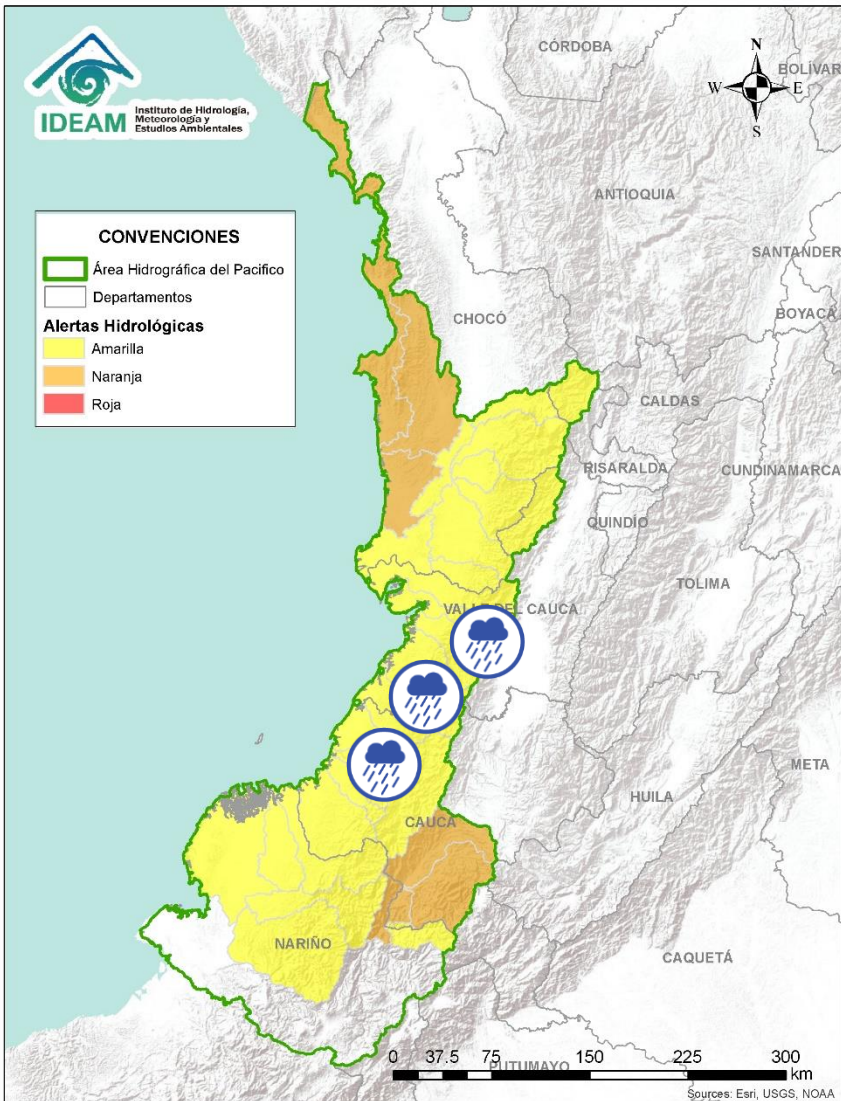 IDEAM
Instituto de Hidrología,
Meteorología y
Estudios Ambientales
N
W E
S
CÓRDOBA
BOLÍVAR
ANTIOQUIA
SANTANDER
BOYACÁ
CHOCÓ
CALDAS
RISARALDA
CUNDINAMARCA
QUINDÍO
TOLIMA
VALLE DEL CAUCA
META
HUILA
CAUCA
NARIÑO
CAQUETÁ
PUTUMAYO
CONVENCIONES
Área Hidrográfica del Pacifico
Departamentos
Alertas Hidrológicas
Amarilla
Naranja
Roja
0 37.5 75 150 225 300
km
Sources: Esri, USGS, NOAA